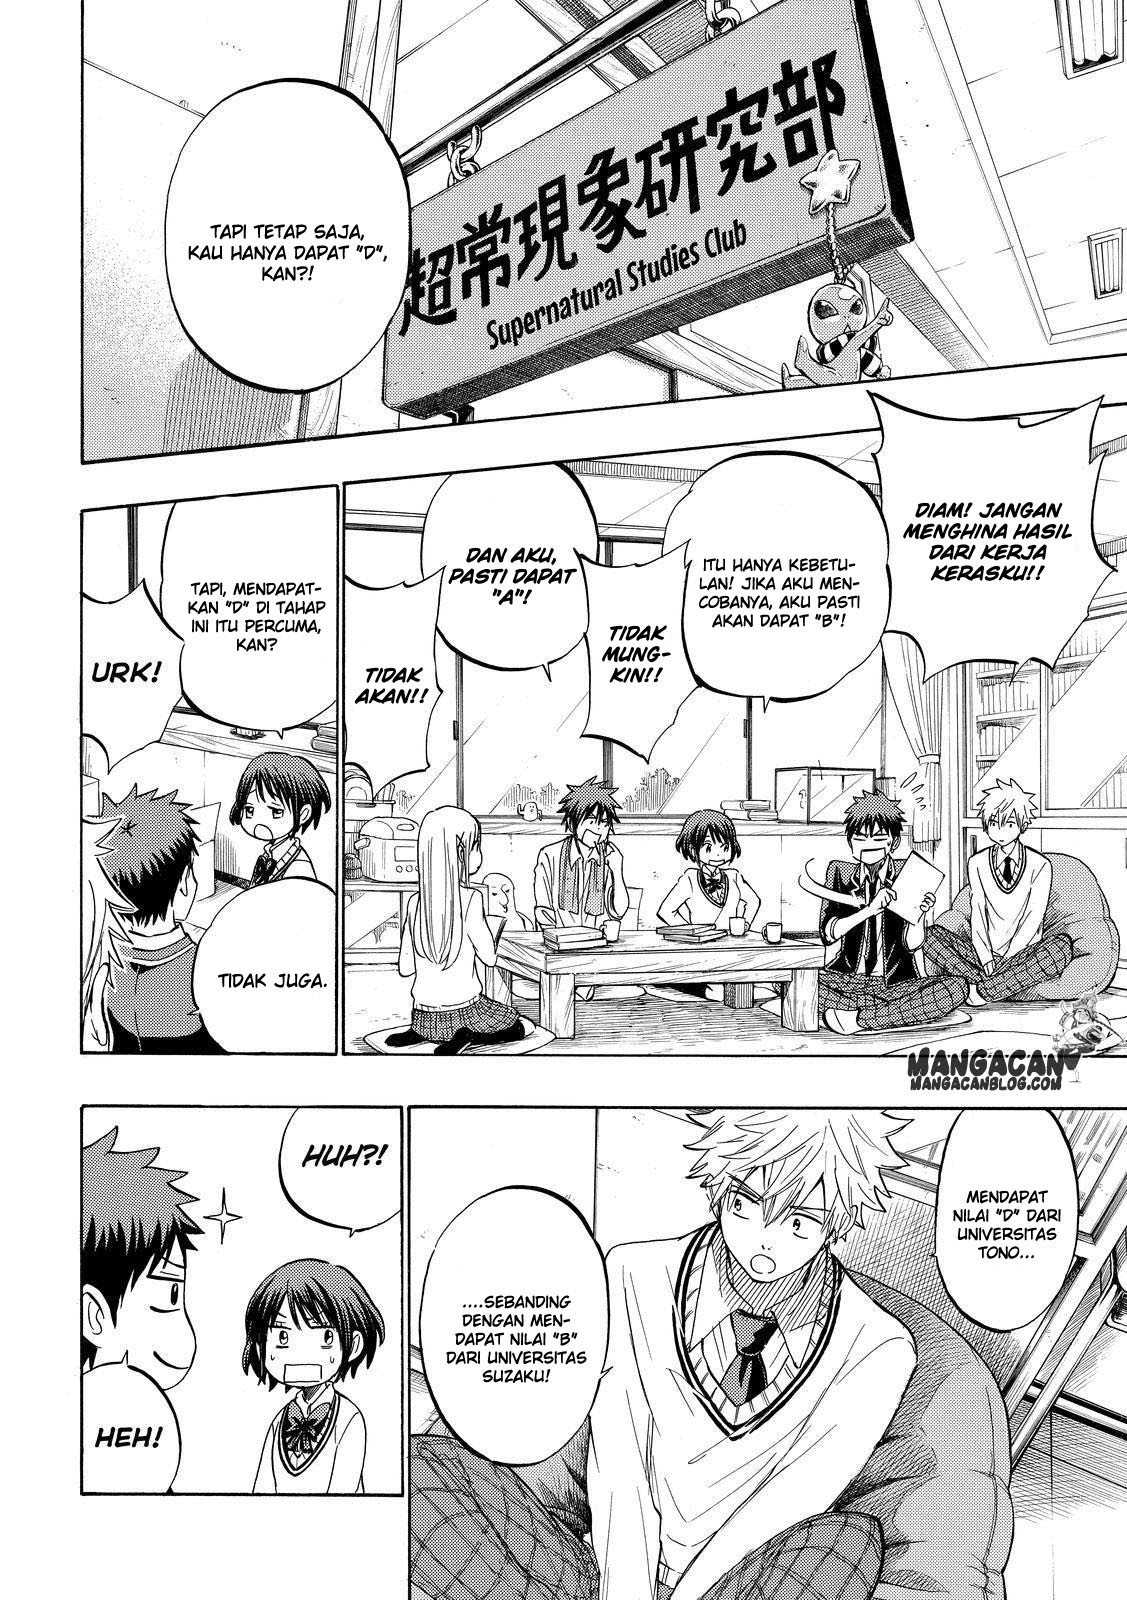 超常現象研究部
Supernatural Studies Club
TAPI TETAP SAJA,
KAU HANYA DAPAT "D",
KAN?!
DIAM! JANGAN
MENGHINA HASIL
DARI KERJA
KERASKU!!
ITU HANYA KEBETU-
LAN! JIKA AKU MEN-
COBANYA, AKU PASTI
AKAN DAPAT "B"!
TIDAK
MUNG-
KIN!!
DAN AKU,
PASTI DAPAT
"A"!
TIDAK
AKAN!!
TAPI, MENDAPAT-
KAN "D" DI TAHAP
INI ITU PERCUMA,
KAN?
URK!
TIDAK JUGA.
MANGACAN
MANGACANBLOG.COM
MENDAPAT
NILAI "D" DARI
UNIVERSITAS
TONO...
....SEBANDING
DENGAN MEN-
DAPAT NILAI "B"
DARI UNIVERSITAS
SUZAKU!
HUH?!
HEH!